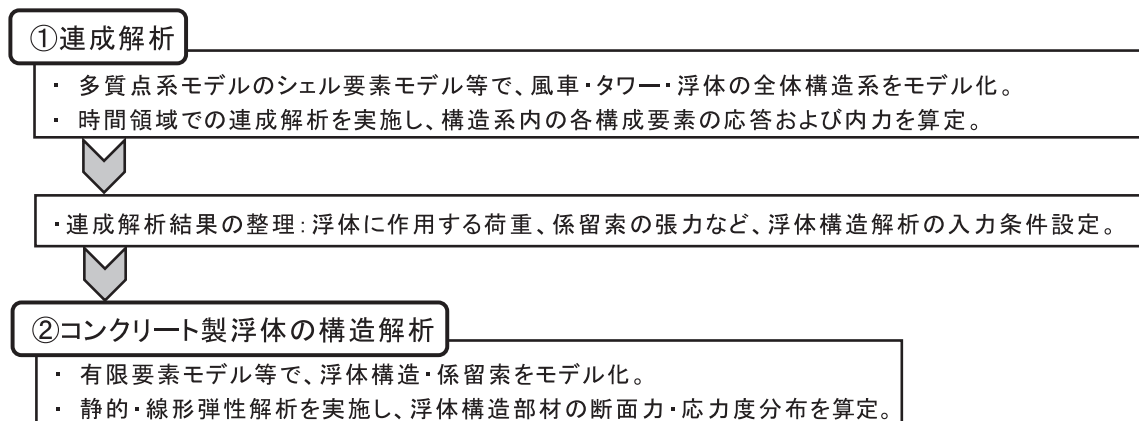 ①連成解析
・ 多質点系モデルのシェル要素モデル等で、風車・タワー・浮体の全体構造系をモデル化。
・ 時間領域での連成解析を実施し、構造系内の各構成要素の応答および内力を算定。
・連成解析結果の整理：浮体に作用する荷重、係留索の張力など、浮体構造解析の入力条件設定。
②コンクリート製浮体の構造解析
・ 有限要素モデル等で、浮体構造・係留索をモデル化。
・ 静的・線形弾性解析を実施し、浮体構造部材の断面力・応力度分布を算定。